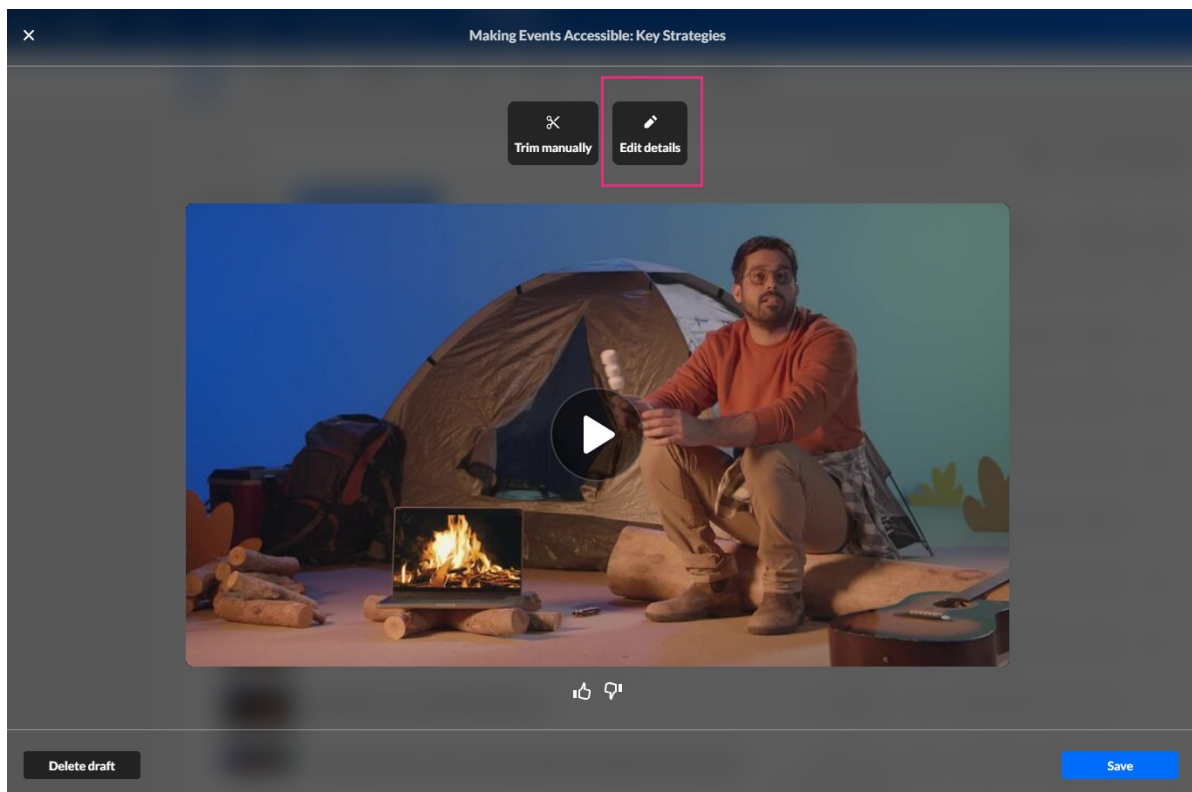 Making Events Accessible: Key Strategies
Trim manually
Edit details
Delete draft
Save